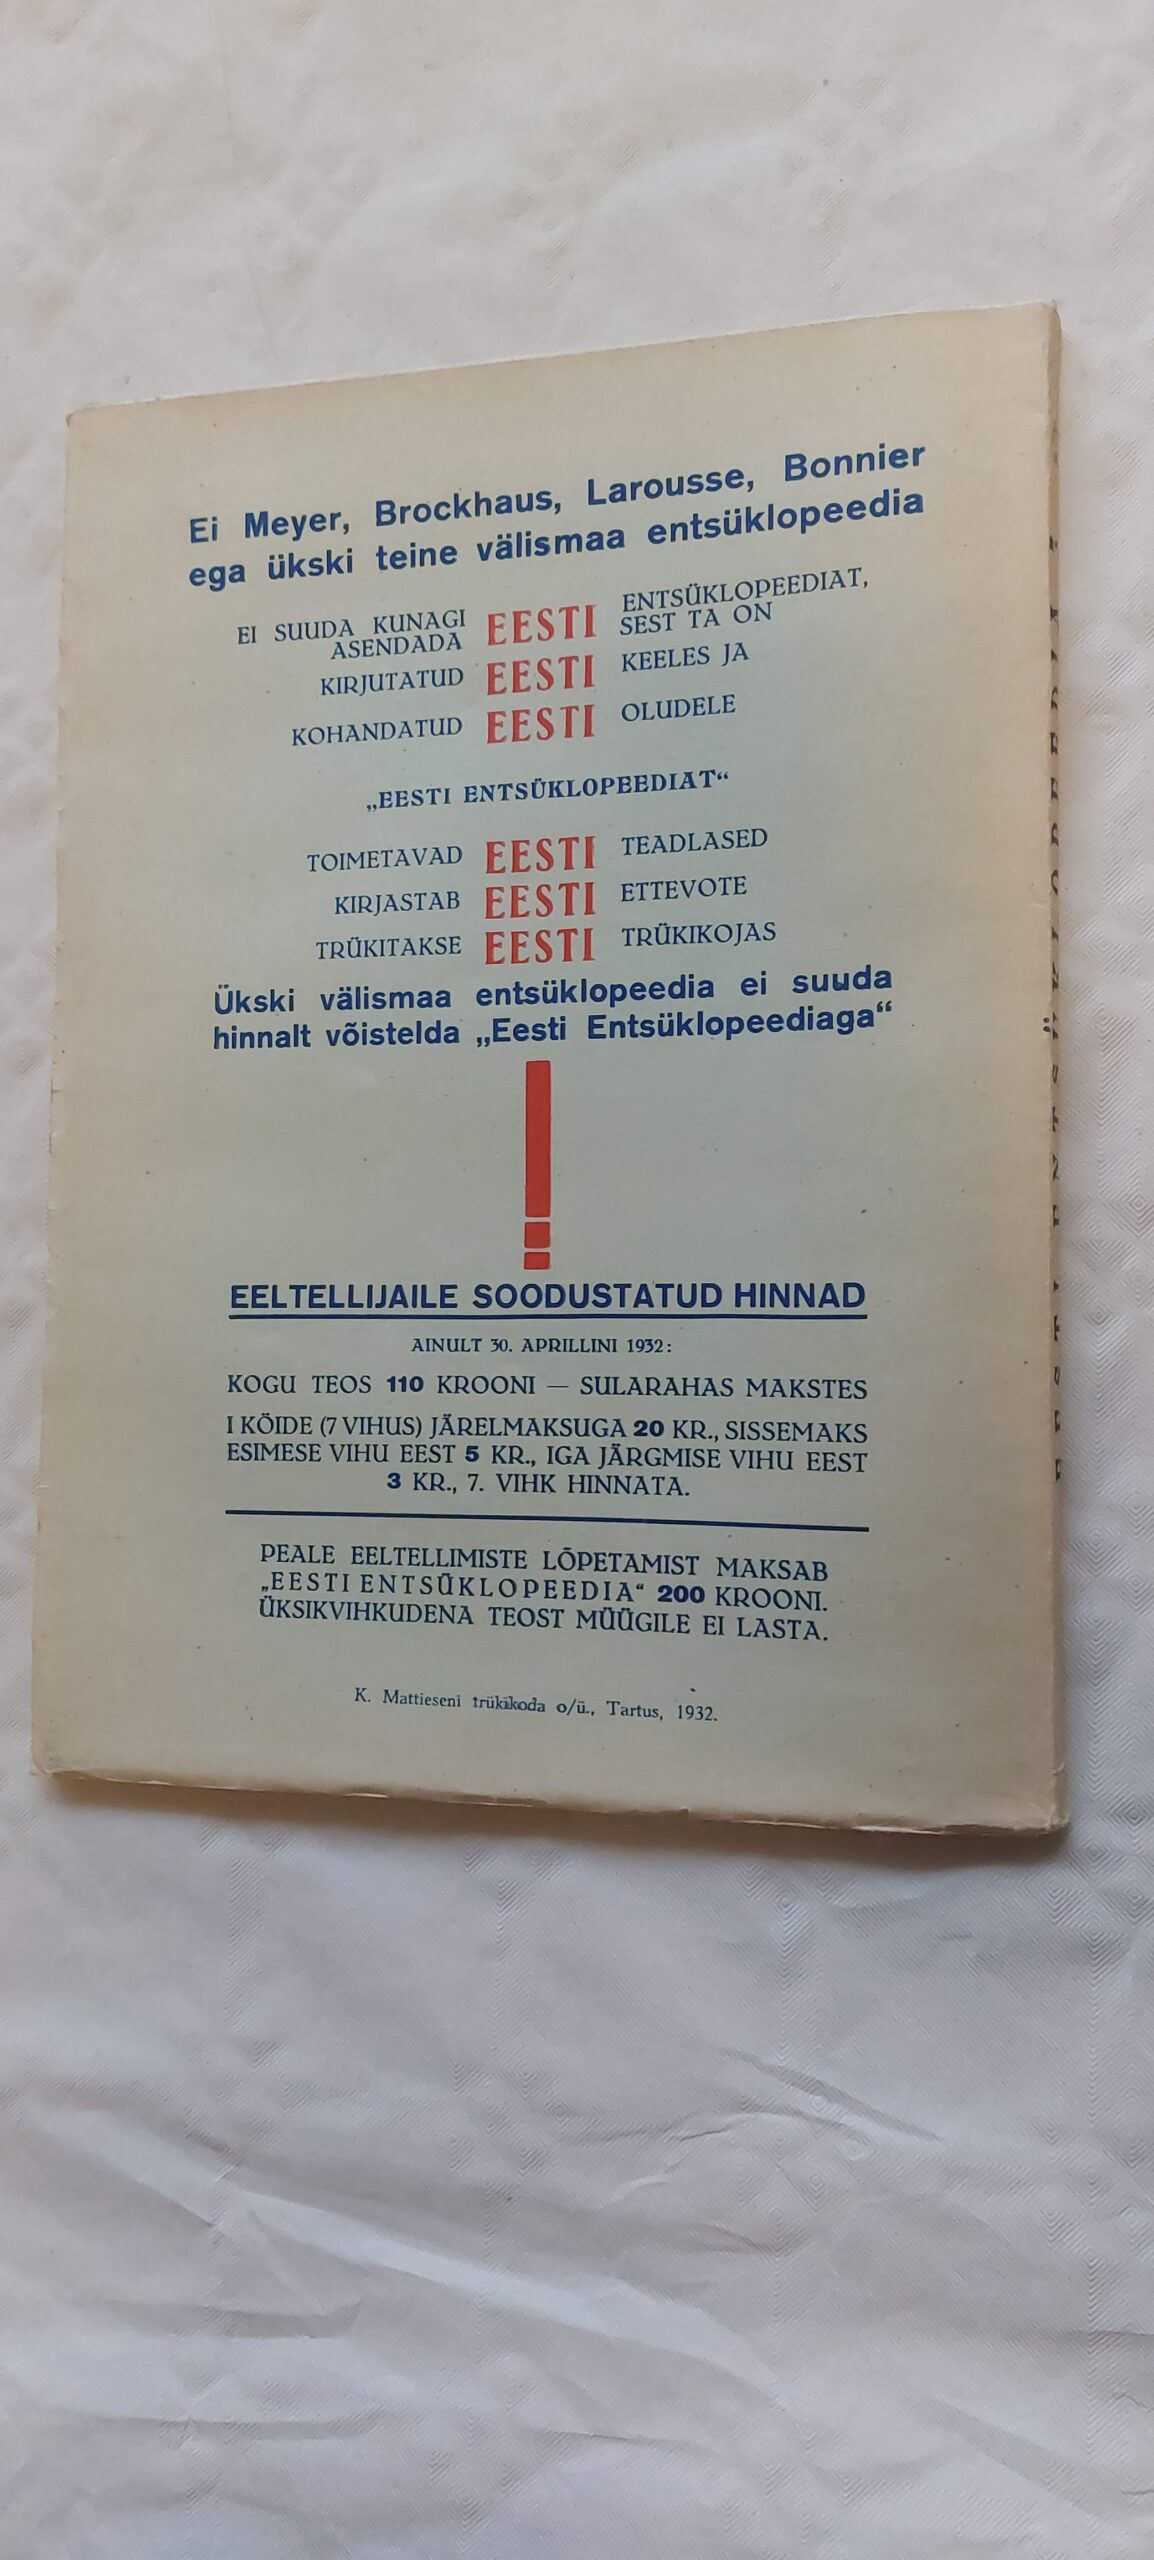 Ei Meyer, Brockhaus, Larousse, Bonnier
ega ükski teine välismaa entsüklopeedia
EI SUUDA KUNAGI ASENDADA EESTI ENTSÜKLOPEEDIAT, SEST TA ON
KIRJUTATUD EESTI KEELES JA
KOHANDATUD EESTI OLUDELE
„EESTI ENTSÜKLOPEEDIAT“
TOIMETAVAD EESTI TEADLASED
KIRJASTAB EESTI ETTEVOTE
TRÜKITAKSE EESTI TRÜKIKOJAS
Ükski välismaa entsüklopeedia ei suuda
hinnalt võistelda „Eesti Entsüklopeediaga“
!
EELTELLIJAILE SOODUSTATUD HINNAD
AINULT 30. APRILLINI 1932:
KOGU TEOS 110 KROONI — SULARAHAS MAKSTES
I KÖIDE (7 VIHUS) JÄRELMAKSUGA 20 KR., SISSEMAKS
ESIMESE VIHU EEST 5 KR., IGA JÄRGMISE VIHU EEST
3 KR., 7. VIHK HINNATA.
PEALE EELTELLIMISTE LÕPETAMIST MAKSAB
„EESTI ENTSÜKLOPEEDIA“ 200 KROONI.
ÜKSIKVIHKUDENA TEOST MÜÜGILE EI LASTA.
K. Mattieseni trükikoda o/ü., Tartus, 1932.